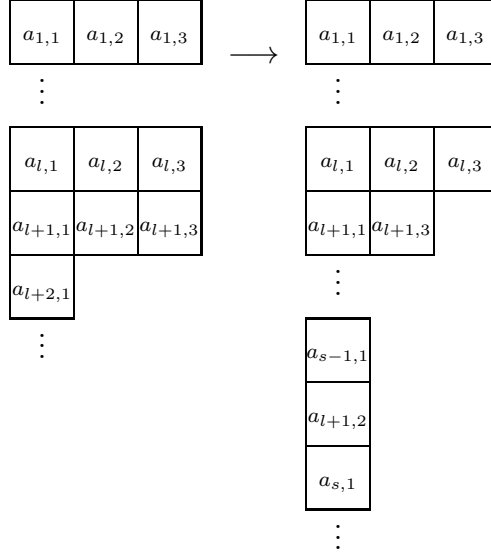 a_{1,1} a_{1,2} a_{1,3} ⟶ a_{1,1} a_{1,2} a_{1,3}
⋮ ⋮
a_{l,1} a_{l,2} a_{l,3} a_{l,1} a_{l,2} a_{l,3}
a_{l+1,1} a_{l+1,2} a_{l+1,3} a_{l+1,1} a_{l+1,3}
a_{l+2,1} ⋮
⋮ a_{s-1,1}
a_{l+1,2}
a_{s,1}
⋮